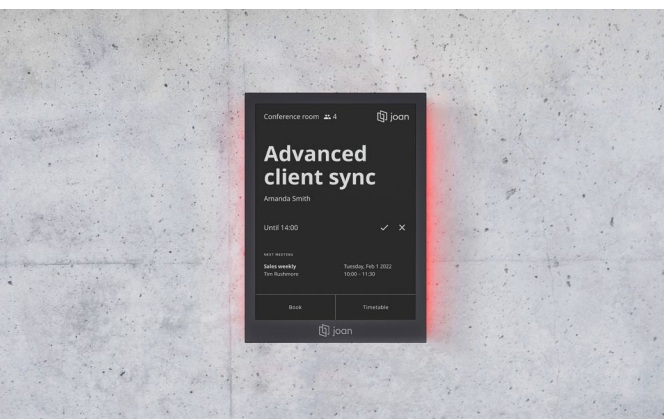 Conference room 4
joan
Advanced
client sync
Amanda Smith
Until 14:00
NEXT MEETING
Sales weekly
Tim Rushmore
Tuesday, Feb 1 2022
10:00 - 11:30
Book
Timetable
joan